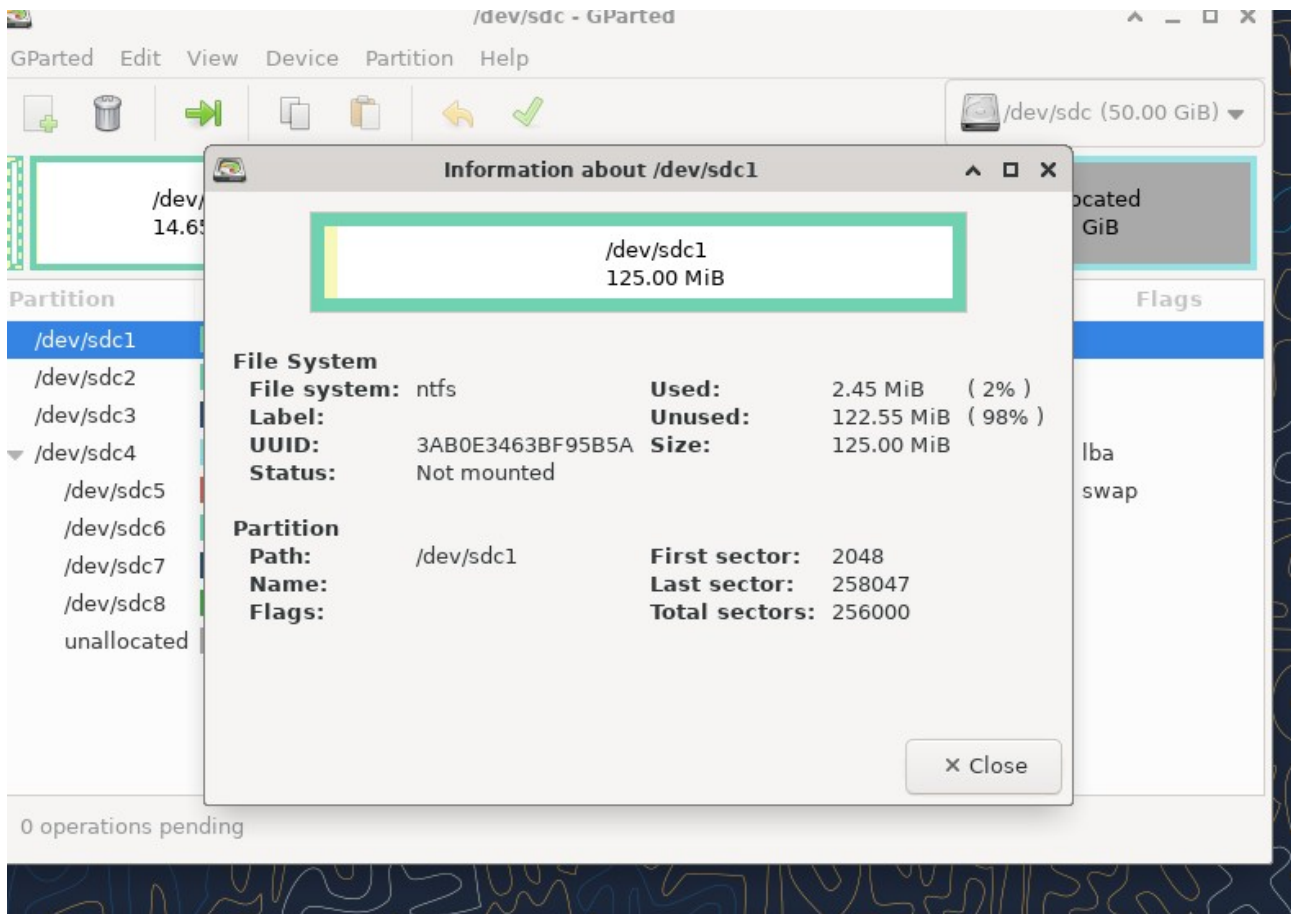 /dev/sdc - GParted
GParted Edit View Device Partition Help
/dev/sdc (50.00 GiB)
Information about /dev/sdc1
/dev/
14.65
/dev/sdc1
125.00 MiB
ocated
GiB
Partition
Flags
/dev/sdc1
/dev/sdc2
/dev/sdc3
/dev/sdc4
lba
/dev/sdc5
swap
/dev/sdc6
/dev/sdc7
/dev/sdc8
unallocated
File System
File system: ntfs Used: 2.45 MiB ( 2% )
Label: Unused: 122.55 MiB ( 98% )
UUID: 3AB0E3463BF95B5A Size: 125.00 MiB
Status: Not mounted
Partition
Path: /dev/sdc1 First sector: 2048
Name: Last sector: 258047
Flags: Total sectors: 256000
Close
0 operations pending